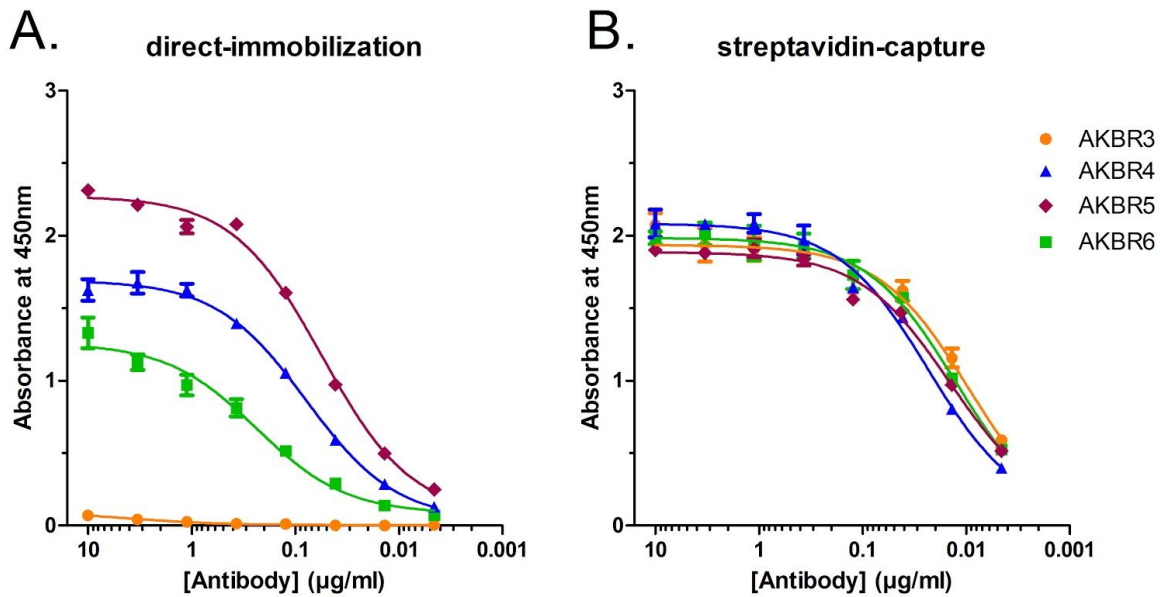 A.
direct-immobilization
3
2
1
0
Absorbance at 450nm
10
1
0.1
0.01
0.001
[Antibody] (µg/ml)
B.
streptavidin-capture
3
2
1
0
Absorbance at 450nm
10
1
0.1
0.01
0.001
[Antibody] (µg/ml)
AKBR3
AKBR4
AKBR5
AKBR6